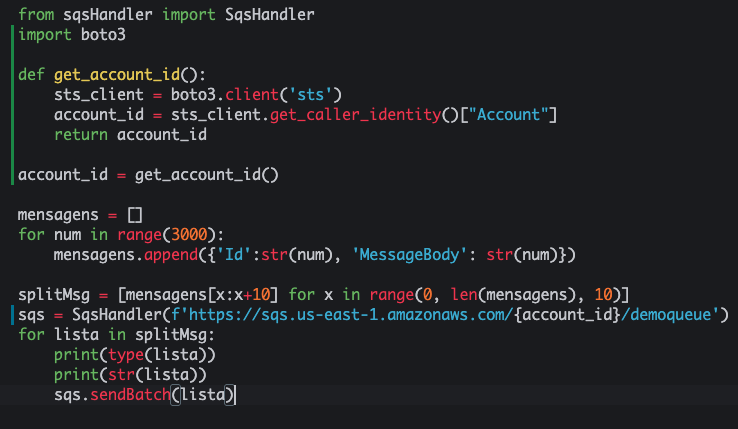 from sqsHandler import SqsHandler
import boto3
def get_account_id():
    sts_client = boto3.client('sts')
    account_id = sts_client.get_caller_identity()["Account"]
    return account_id
account_id = get_account_id()
mensagens = []
for num in range(3000):
    mensagens.append({'Id':str(num), 'MessageBody': str(num)})
splitMsg = [mensagens[x:x+10] for x in range(0, len(mensagens), 10)]
sqs = SqsHandler(f'https://sqs.us-east-1.amazonaws.com/{account_id}/demoqueue')
for lista in splitMsg:
    print(type(lista))
    print(str(lista))
    sqs.sendBatch(lista)